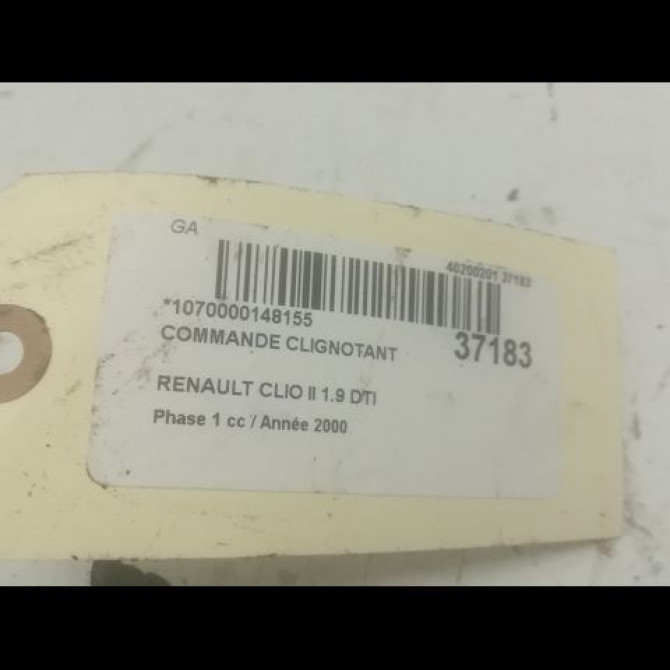 GA
40200201 37183
*1070000148155
COMMANDE CLIGNOTANT 37183
RENAULT CLIO II 1.9 DTI
Phase 1 cc / Année 2000